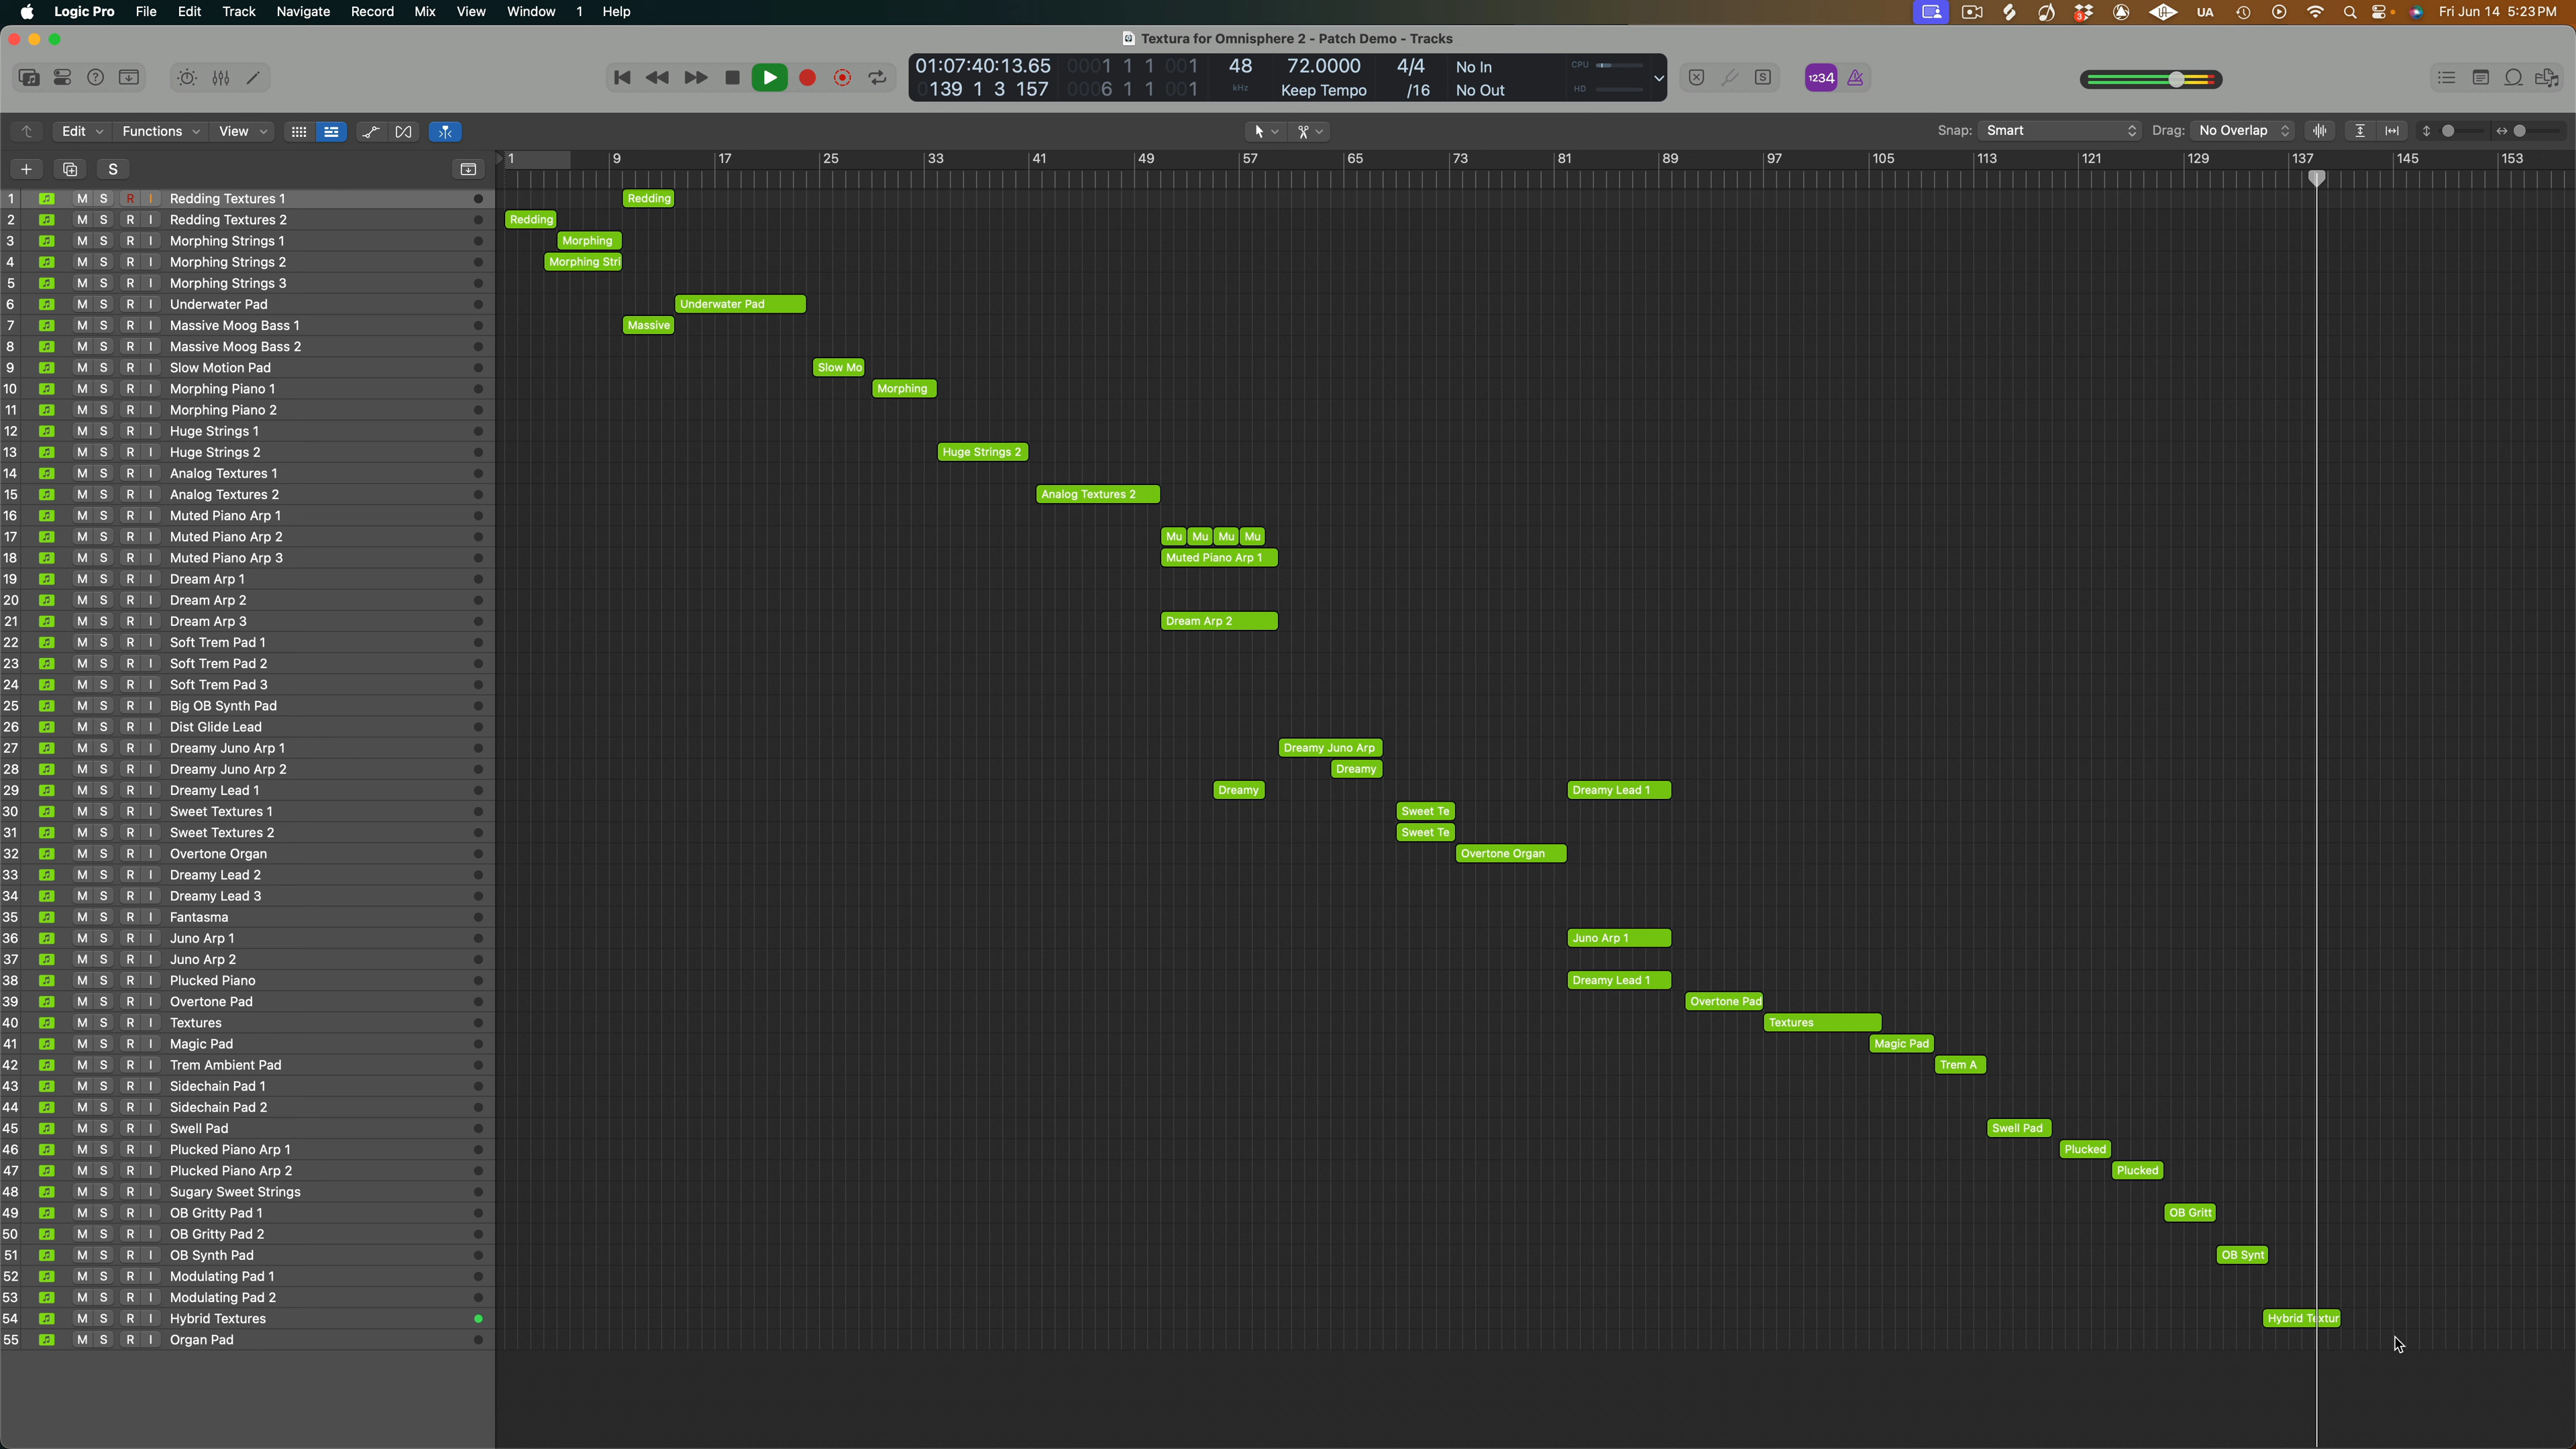 Logic Pro File Edit Track Navigate Record Mix View Window 1 Help
3 UA Fri Jun 14 5:23 PM
Textura for Omnisphere 2 - Patch Demo - Tracks
01:07:40:13.65 0001 1 1 001 48 72.0000 4/4 No In CPU
0139 1 3 157 0006 1 1 001 kHz Keep Tempo /16 No Out HD
S 1234
Edit Functions View Snap: Smart Drag: No Overlap
S 1 9 17 25 33 41 49 57 65 73 81 89 97 105 113 121 129 137 145 153
1 M S R I Redding Textures 1 Redding
2 M S R I Redding Textures 2 Redding
3 M S R I Morphing Strings 1 Morphing
4 M S R I Morphing Strings 2 Morphing Stri
5 M S R I Morphing Strings 3
6 M S R I Underwater Pad Underwater Pad
7 M S R I Massive Moog Bass 1 Massive
8 M S R I Massive Moog Bass 2
9 M S R I Slow Motion Pad Slow Mo
10 M S R I Morphing Piano 1 Morphing
11 M S R I Morphing Piano 2
12 M S R I Huge Strings 1
13 M S R I Huge Strings 2 Huge Strings 2
14 M S R I Analog Textures 1
15 M S R I Analog Textures 2 Analog Textures 2
16 M S R I Muted Piano Arp 1
17 M S R I Muted Piano Arp 2 Mu Mu Mu Mu
18 M S R I Muted Piano Arp 3 Muted Piano Arp 1
19 M S R I Dream Arp 1
20 M S R I Dream Arp 2
21 M S R I Dream Arp 3 Dream Arp 2
22 M S R I Soft Trem Pad 1
23 M S R I Soft Trem Pad 2
24 M S R I Soft Trem Pad 3
25 M S R I Big OB Synth Pad
26 M S R I Dist Glide Lead
27 M S R I Dreamy Juno Arp 1 Dreamy Juno Arp
28 M S R I Dreamy Juno Arp 2 Dreamy
29 M S R I Dreamy Lead 1 Dreamy Dreamy Lead 1
30 M S R I Sweet Textures 1 Sweet Te
31 M S R I Sweet Textures 2 Sweet Te
32 M S R I Overtone Organ Overtone Organ
33 M S R I Dreamy Lead 2
34 M S R I Dreamy Lead 3
35 M S R I Fantasma
36 M S R I Juno Arp 1 Juno Arp 1
37 M S R I Juno Arp 2
38 M S R I Plucked Piano Dreamy Lead 1
39 M S R I Overtone Pad Overtone Pad
40 M S R I Textures Textures
41 M S R I Magic Pad Magic Pad
42 M S R I Trem Ambient Pad Trem A
43 M S R I Sidechain Pad 1
44 M S R I Sidechain Pad 2
45 M S R I Swell Pad Swell Pad
46 M S R I Plucked Piano Arp 1 Plucked
47 M S R I Plucked Piano Arp 2 Plucked
48 M S R I Sugary Sweet Strings
49 M S R I OB Gritty Pad 1 OB Gritt
50 M S R I OB Gritty Pad 2
51 M S R I OB Synth Pad OB Synt
52 M S R I Modulating Pad 1
53 M S R I Modulating Pad 2
54 M S R I Hybrid Textures Hybrid Textur
55 M S R I Organ Pad